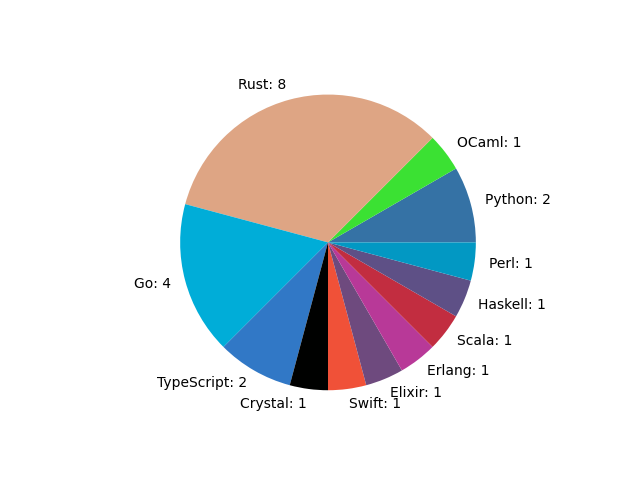 Rust: 8
OCaml: 1
Python: 2
Perl: 1
Go: 4
Haskell: 1
Scala: 1
Erlang: 1
TypeScript: 2
Elixir: 1
Crystal: 1
Swift: 1